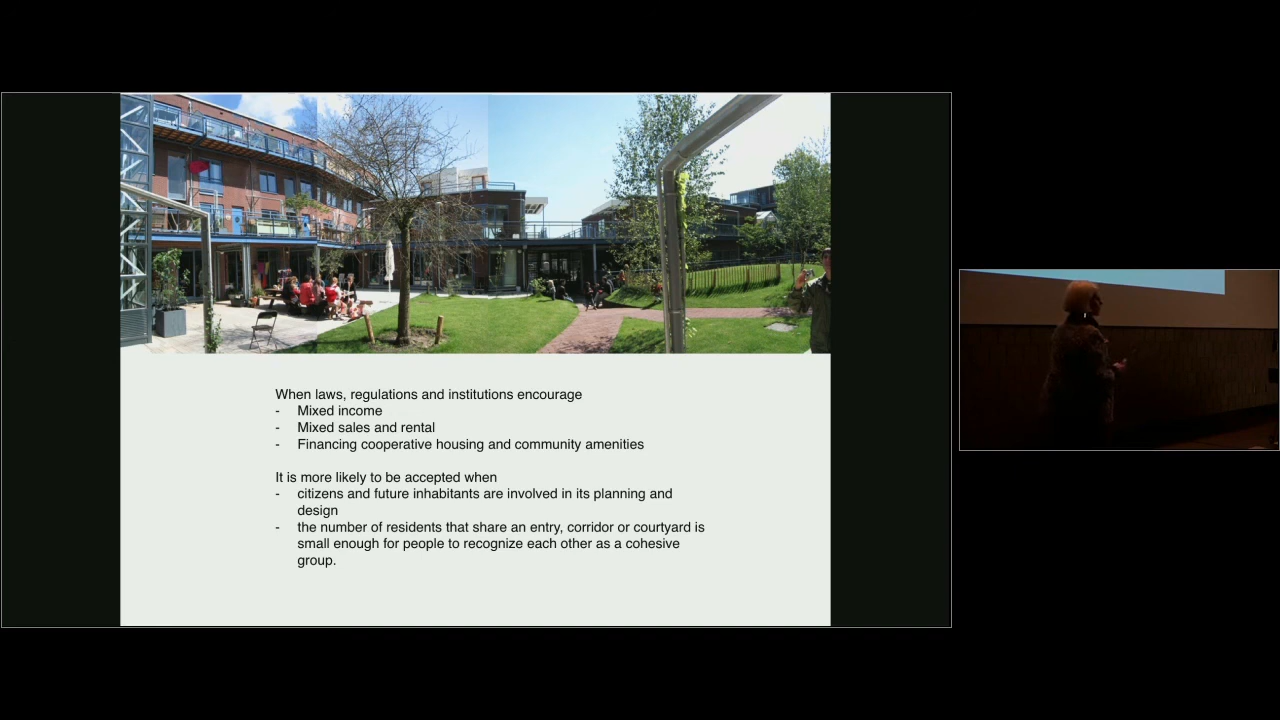 When laws, regulations and institutions encourage
- Mixed income
- Mixed sales and rental
- Financing cooperative housing and community amenities
It is more likely to be accepted when
- citizens and future inhabitants are involved in its planning and
design
- the number of residents that share an entry, corridor or courtyard is
small enough for people to recognize each other as a cohesive
group.